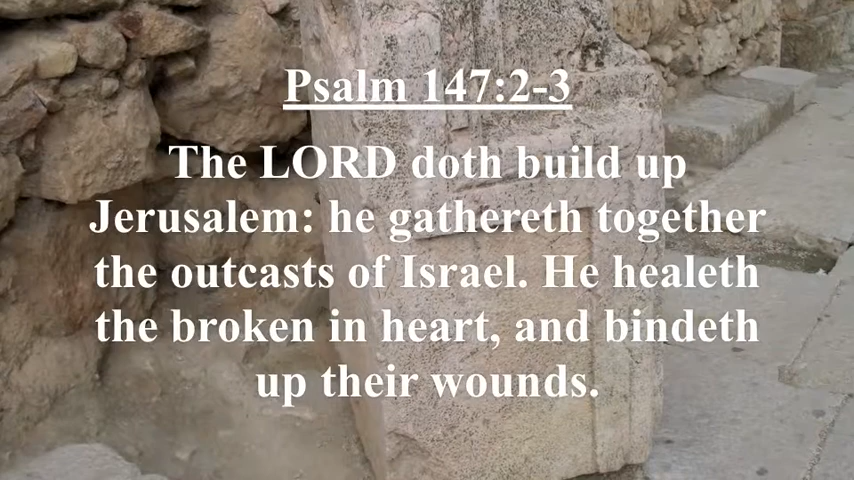 Psalm 147:2-3
The LORD doth build up
Jerusalem: he gathereth together
the outcasts of Israel. He healeth
the broken in heart, and bindeth
up their wounds.